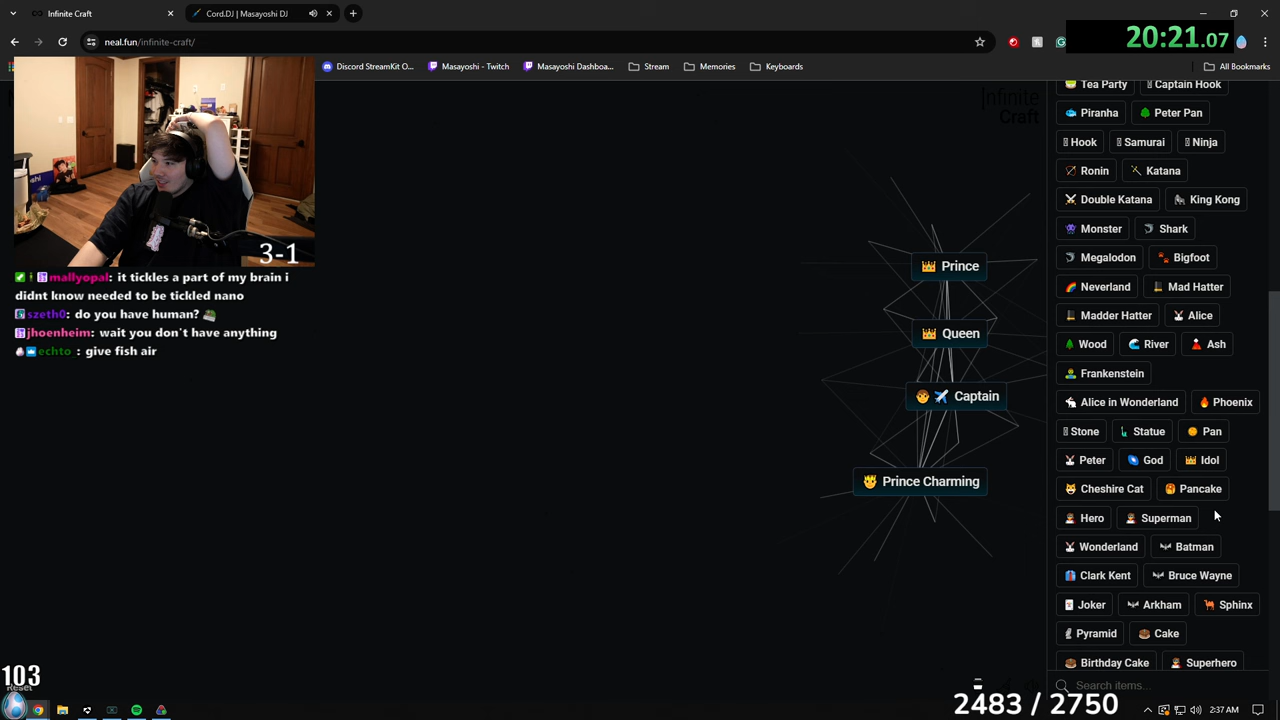 Infinite Craft
Cord.DJ | Masayoshi DJ
neal.fun/infinite-craft/
20:21.07
Discord StreamKit O...
Masayoshi - Twitch
Masayoshi Dashboa...
Stream
Memories
Keyboards
All Bookmarks
Infinite
Craft
3-1
mallyopal: it tickles a part of my brain i
didnt know needed to be tickled nano
szeth0: do you have human?
jhoenheim: wait you don't have anything
echto : give fish air
Prince
Queen
Captain
Prince Charming
Tea Party Captain Hook
Piranha Peter Pan
Hook Samurai Ninja
Ronin Katana
Double Katana King Kong
Monster Shark
Megalodon Bigfoot
Neverland Mad Hatter
Madder Hatter Alice
Wood River Ash
Frankenstein
Alice in Wonderland Phoenix
Stone Statue Pan
Peter God Idol
Cheshire Cat Pancake
Hero Superman
Wonderland Batman
Clark Kent Bruce Wayne
Joker Arkham Sphinx
Pyramid Cake
Birthday Cake Superhero
Search items...
103
Reset
2483 / 2750
2:37 AM